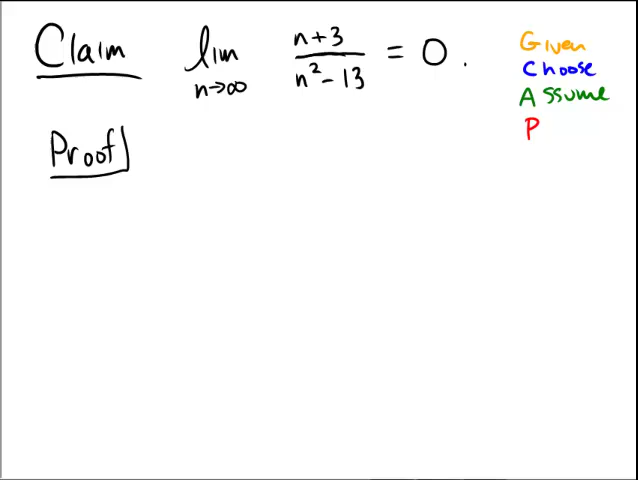 Claim lim n→∞ n+3 / n² - 13 = 0.
Given
Choose
Assume
P
Proof